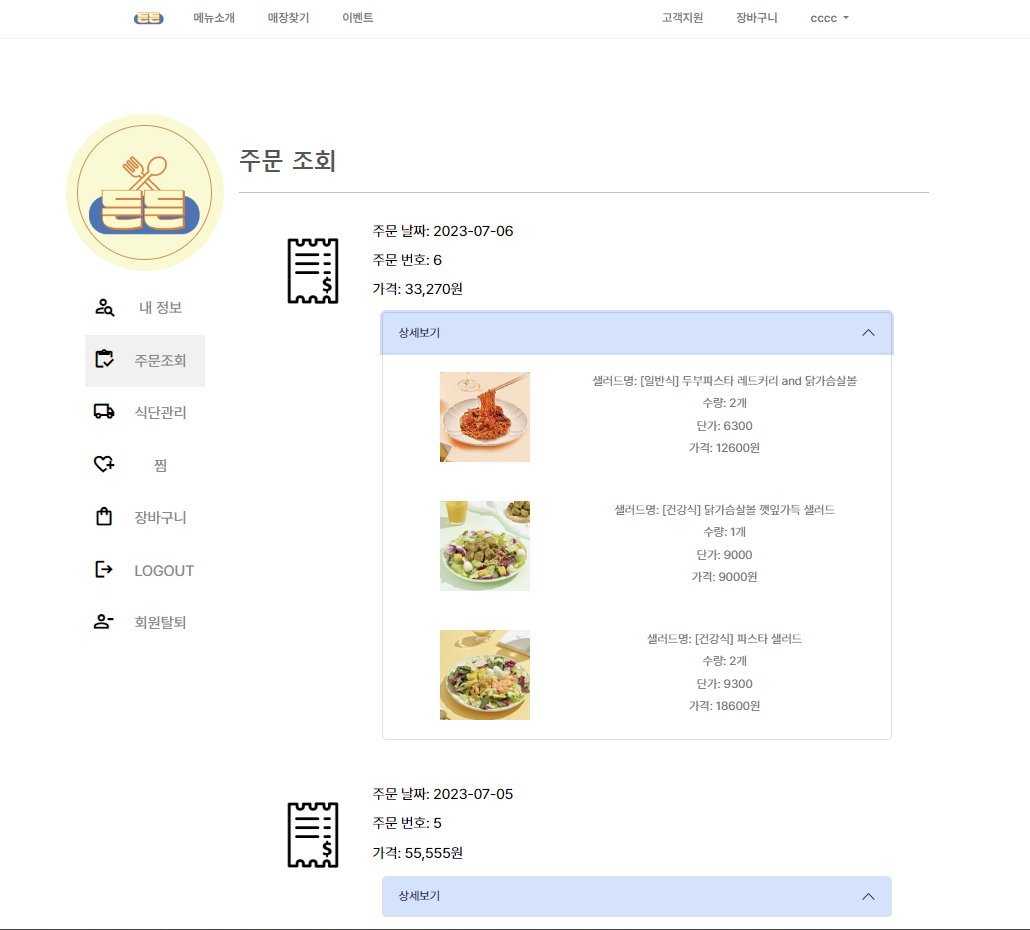 메뉴소개 매장찾기 이벤트 고객지원 장바구니 cccc
주문 조회
내 정보
주문조회
식단관리
찜
장바구니
LOGOUT
회원탈퇴
주문 날짜: 2023-07-06
주문 번호: 6
가격: 33,270원
상세보기
샐러드명: [일반식] 두부파스타 레드커리 and 닭가슴살볼
수량: 2개
단가: 6300
가격: 12600원
샐러드명: [건강식] 닭가슴살볼 깻잎가득 샐러드
수량: 1개
단가: 9000
가격: 9000원
샐러드명: [건강식] 파스타 샐러드
수량: 2개
단가: 9300
가격: 18600원
주문 날짜: 2023-07-05
주문 번호: 5
가격: 55,555원
상세보기